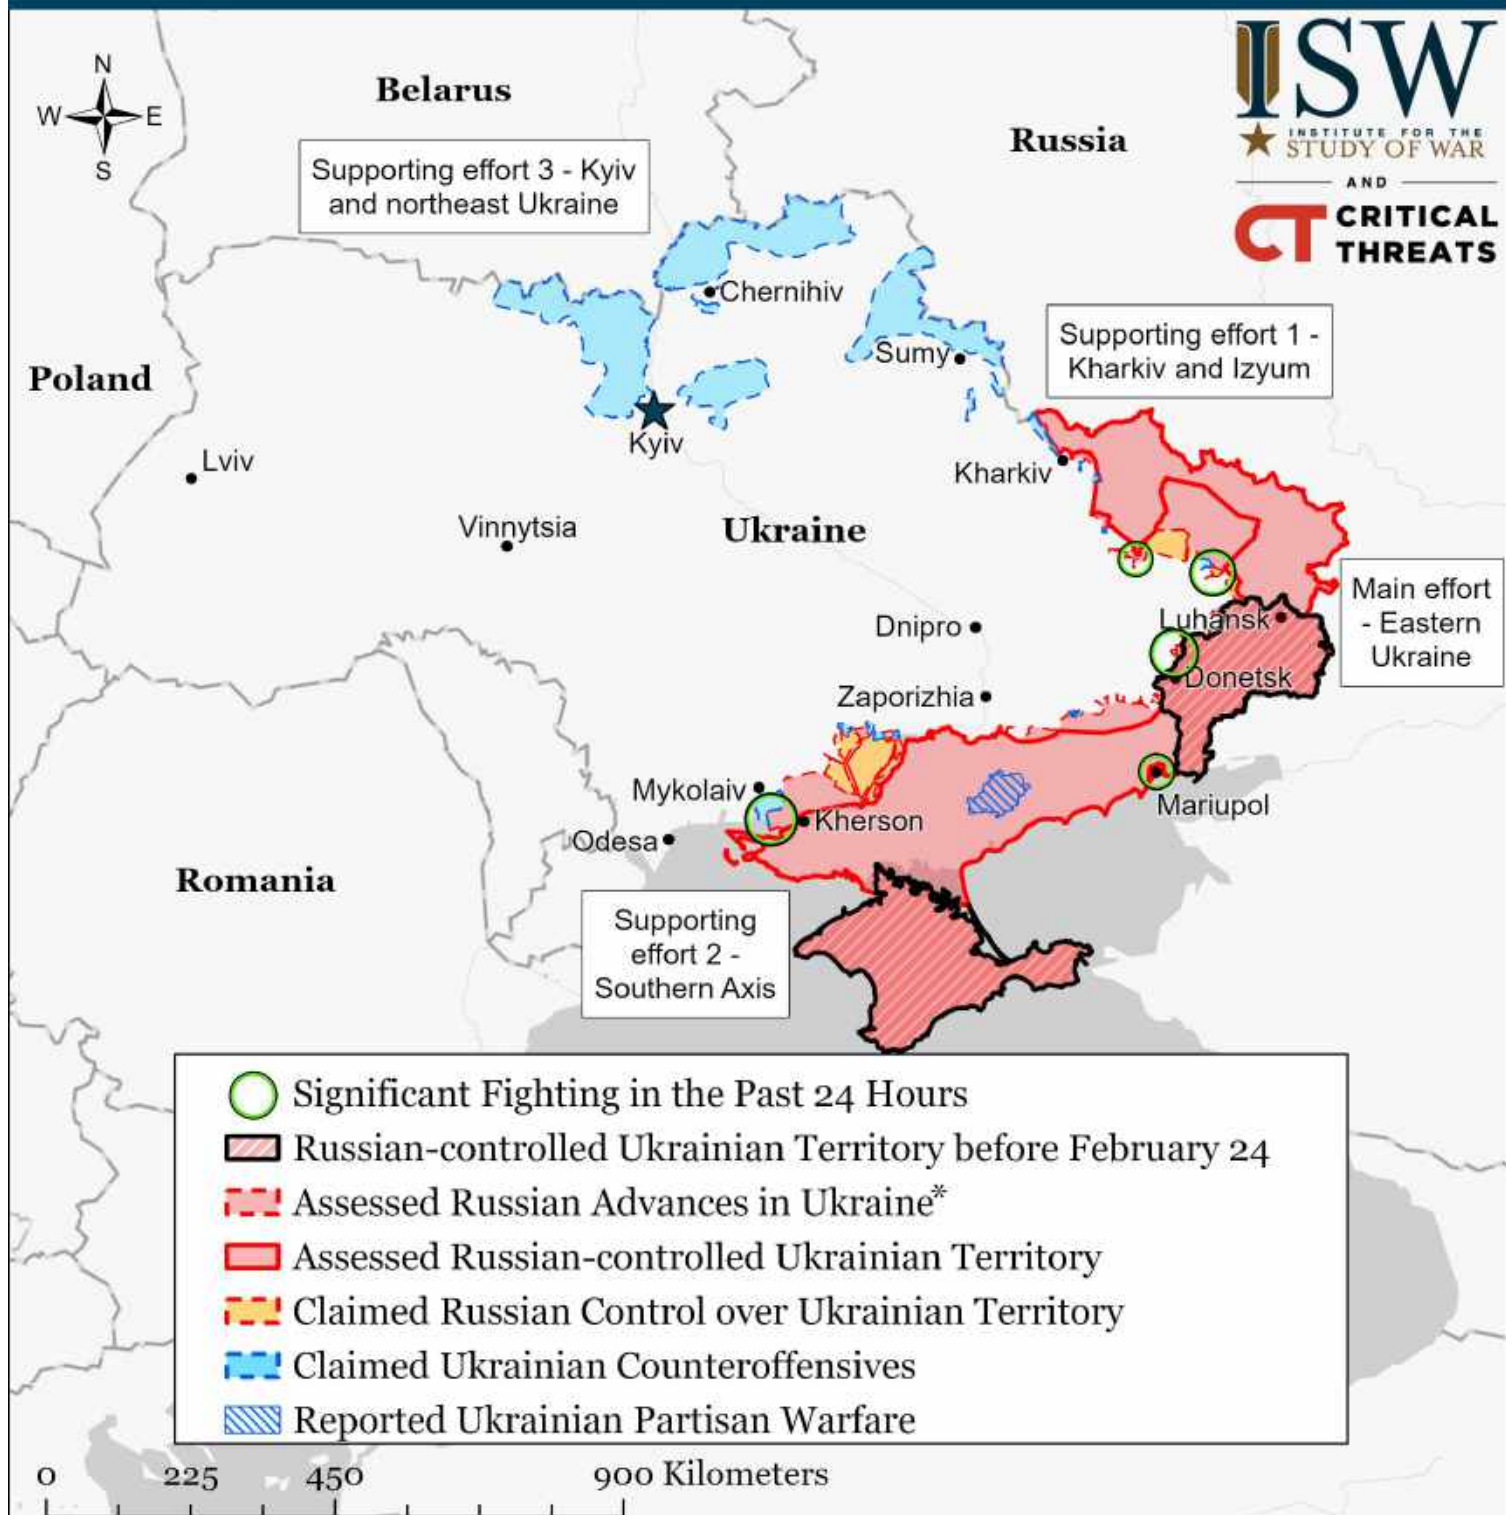 N
W
E
S
Belarus
Russia
ISW
INSTITUTE FOR THE
STUDY OF WAR
AND
CT CRITICAL
THREATS
Supporting effort 3 - Kyiv
and northeast Ukraine
Chernihiv
Supporting effort 1 -
Kharkiv and Izyum
Sumy
Poland
Kyiv
Lviv
Kharkiv
Vinnytsia
Ukraine
Main effort
- Eastern
Ukraine
Dnipro
Luhansk
Donetsk
Zaporizhia
Mykolaiv
Mariupol
Kherson
Odesa
Romania
Supporting
effort 2 -
Southern Axis
Significant Fighting in the Past 24 Hours
Russian-controlled Ukrainian Territory before February 24
Assessed Russian Advances in Ukraine*
Assessed Russian-controlled Ukrainian Territory
Claimed Russian Control over Ukrainian Territory
Claimed Ukrainian Counteroffensives
Reported Ukrainian Partisan Warfare
0 225 450 900 Kilometers